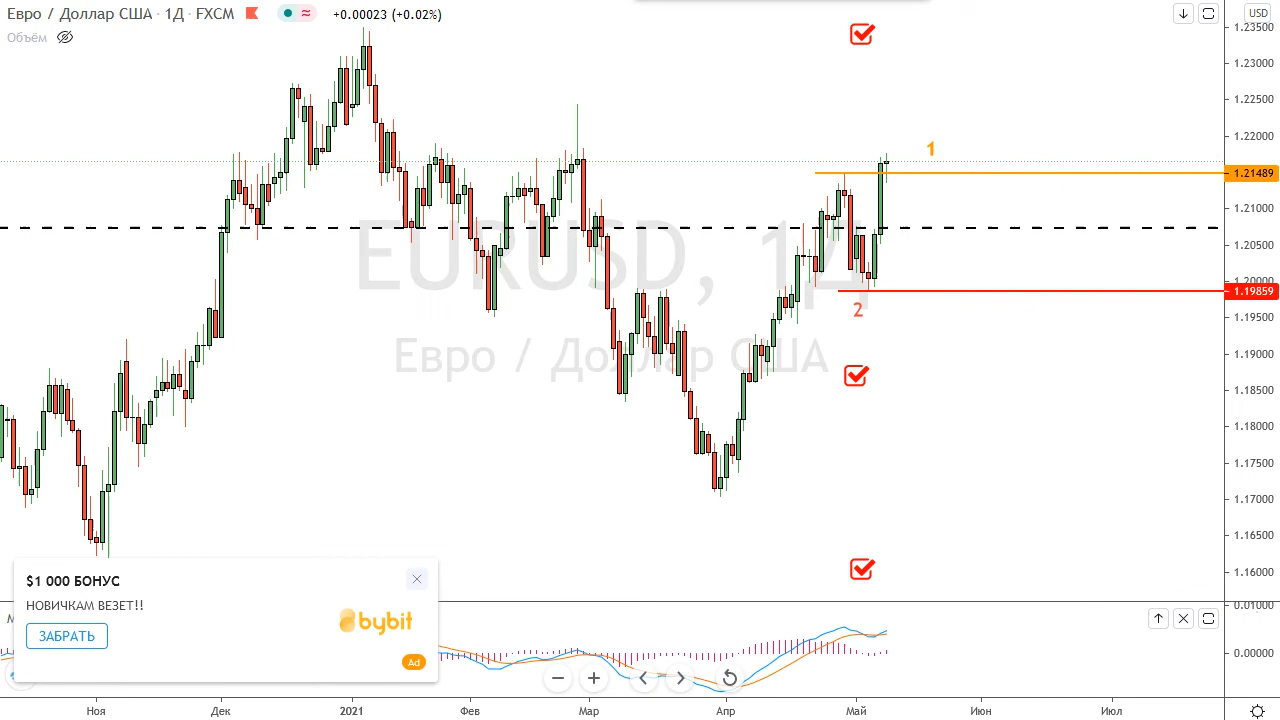 Евро / Доллар США · 1Д · FXCM
+0.00023 (+0.02%)
Объём
USD
1.23500
1.23000
1.22500
1.22000
1
1.21489
1.21000
EURUSD, 1Д
1.20500
1.20000
1.19859
2
1.19500
Евро / Доллар США
1.19000
1.18500
1.18000
1.17500
1.17000
1.16500
1.16000
$1 000 БОНУС
НОВИЧКАМ ВЕЗЕТ!!
ЗАБРАТЬ
bybit
Ad
0.01000
0.00000
Ноя Дек 2021 Фев Мар Апр Май Июн Июл